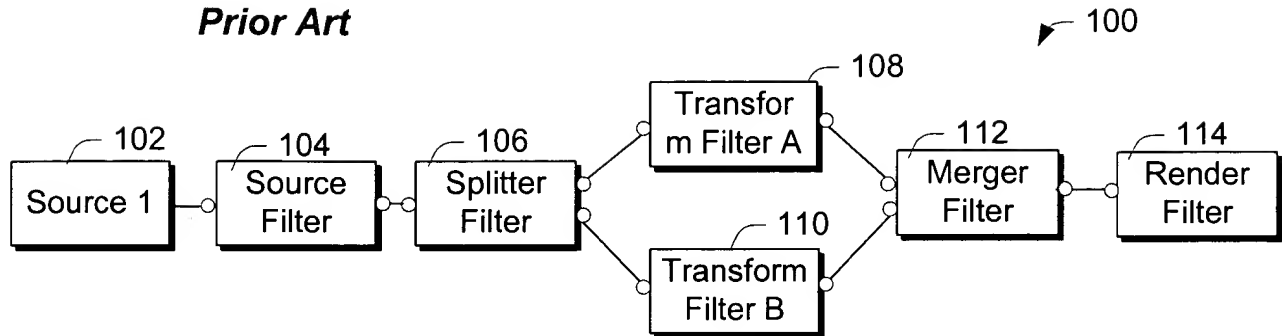 Prior Art
100
102
Source 1
104
Source
Filter
106
Splitter
Filter
108
Transfor
m Filter A
110
Transform
Filter B
112
Merger
Filter
114
Render
Filter